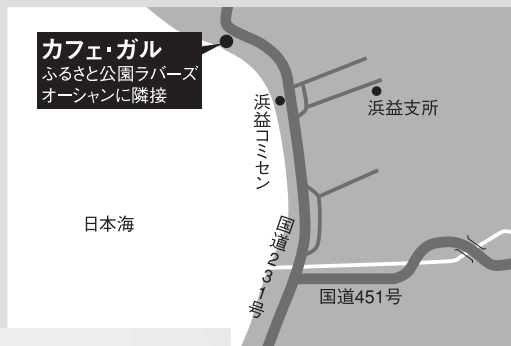 カフェ・ガル
ふるさと公園ラバーズ
オーシャンに隣接
浜益コミセン
浜益支所
日本海
国道231号
国道451号